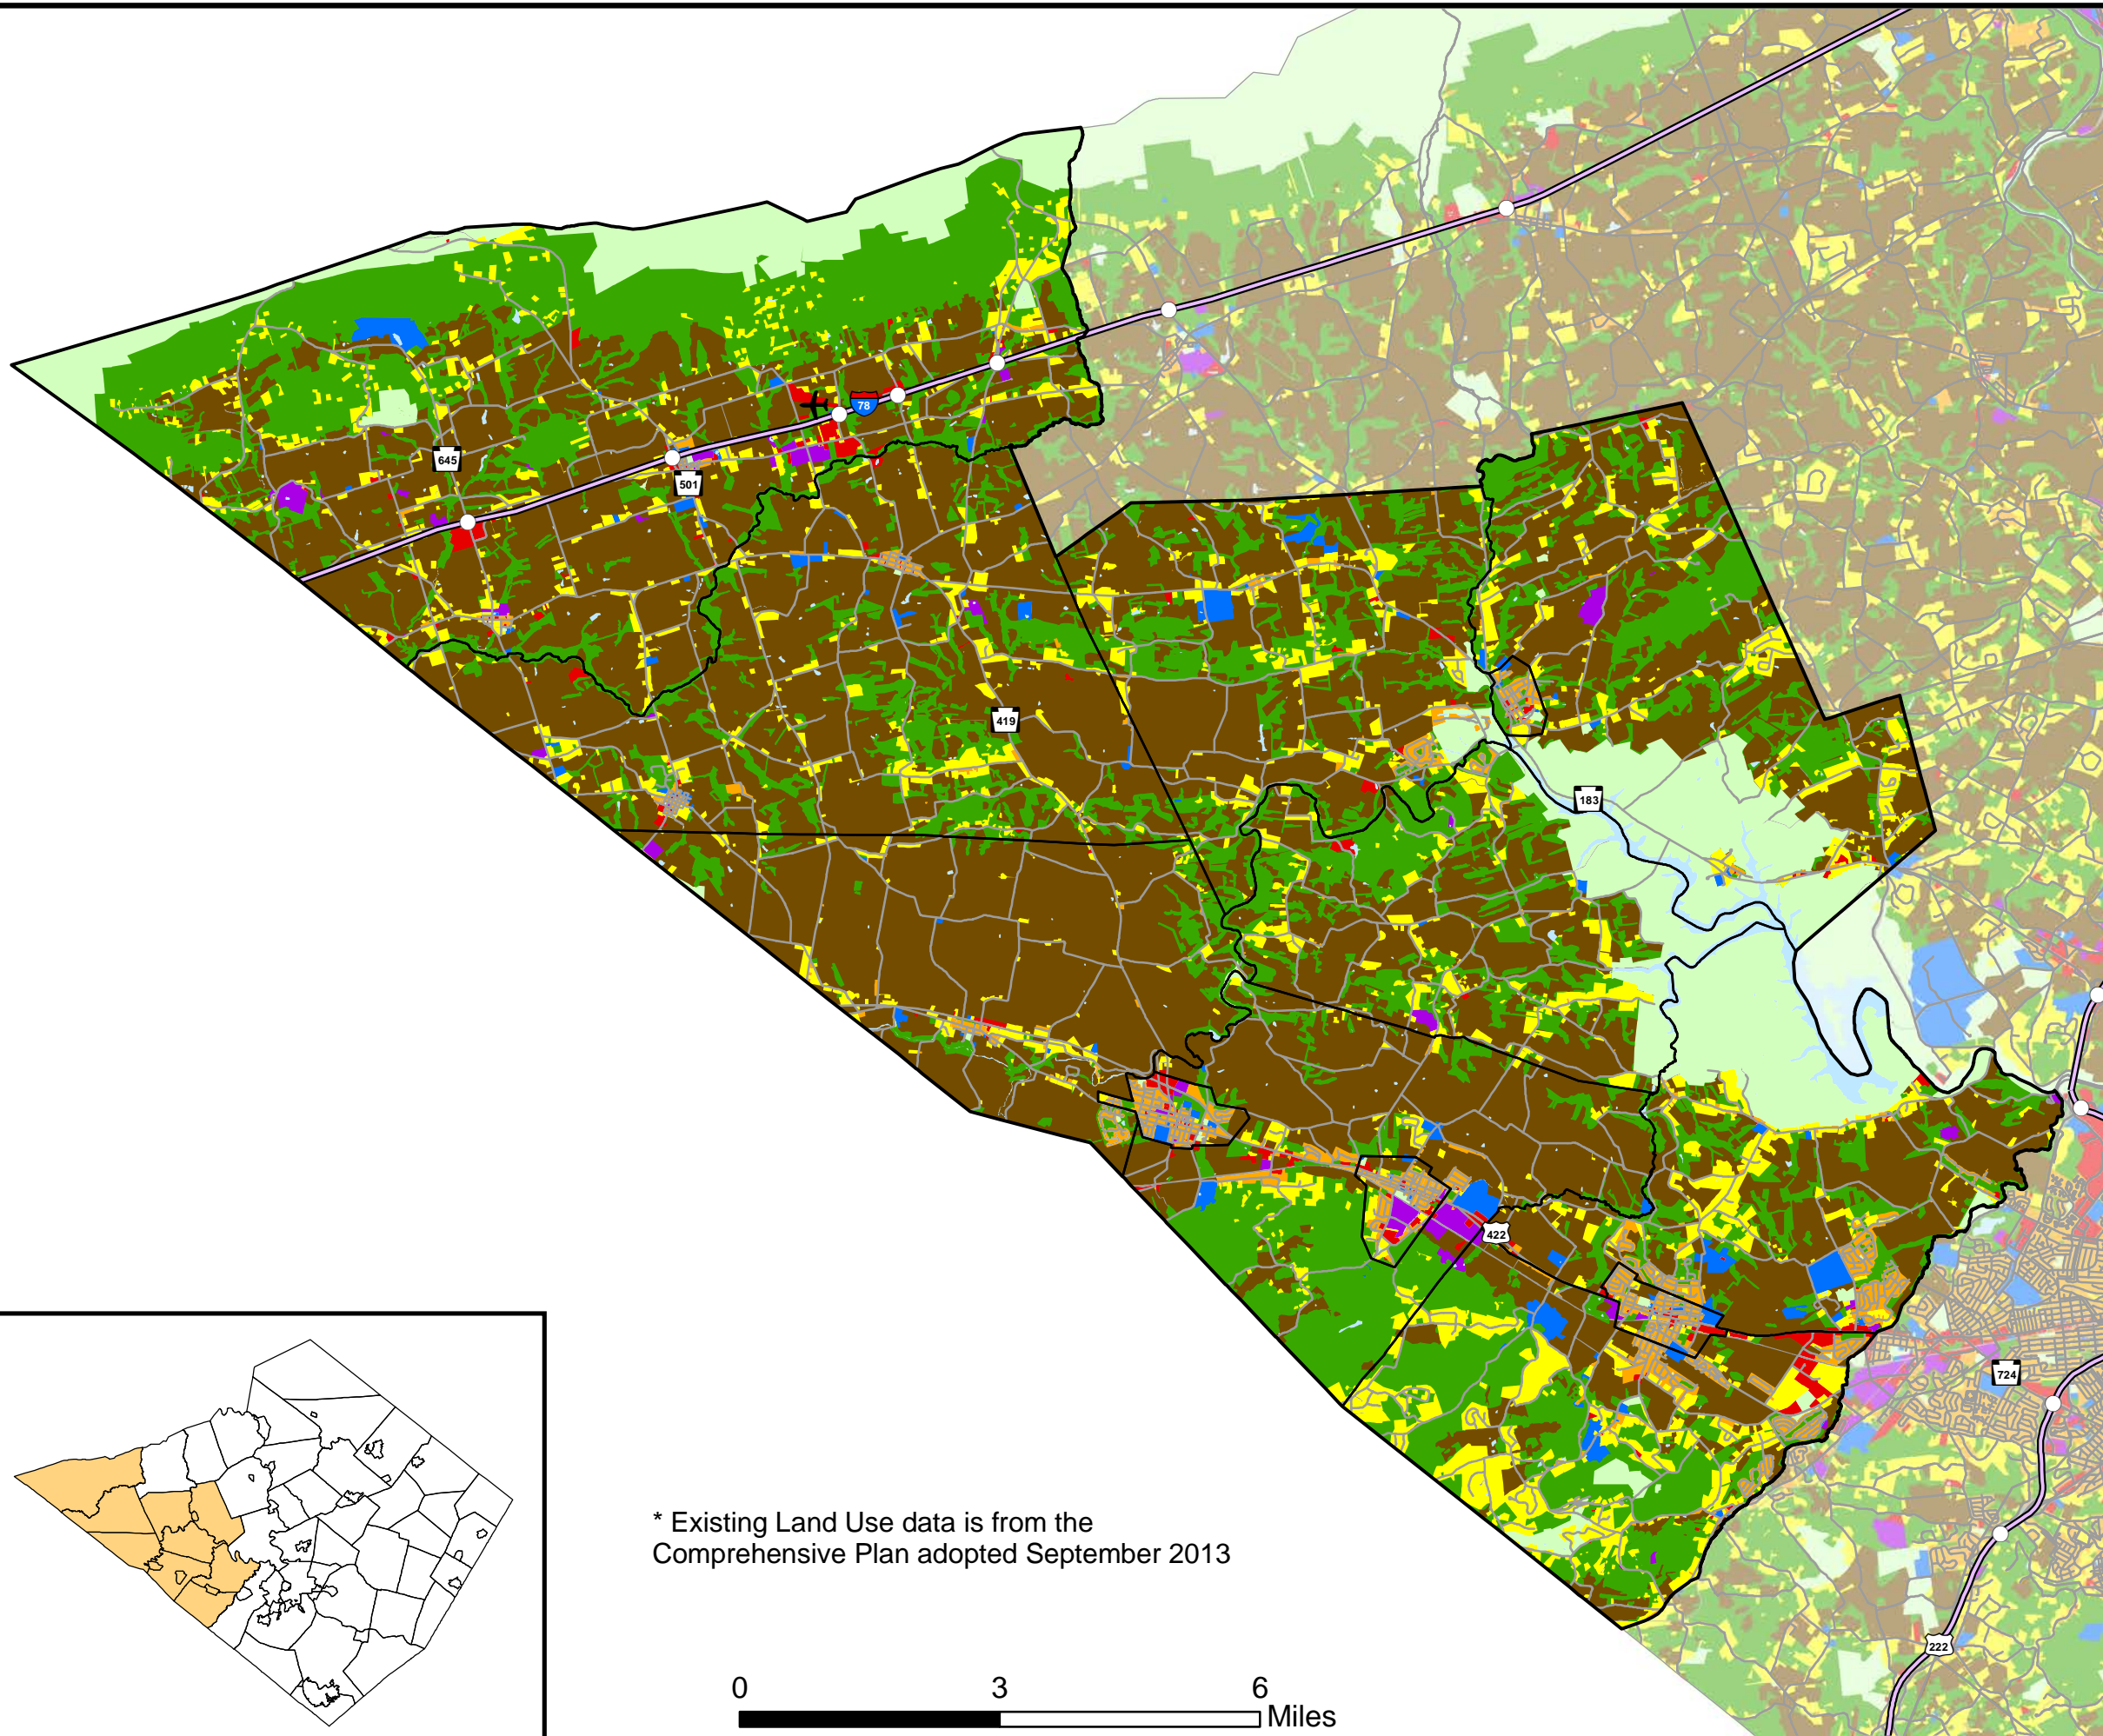 78
645
501
419
183
422
724
222
* Existing Land Use data is from the
Comprehensive Plan adopted September 2013
0 3 6
Miles